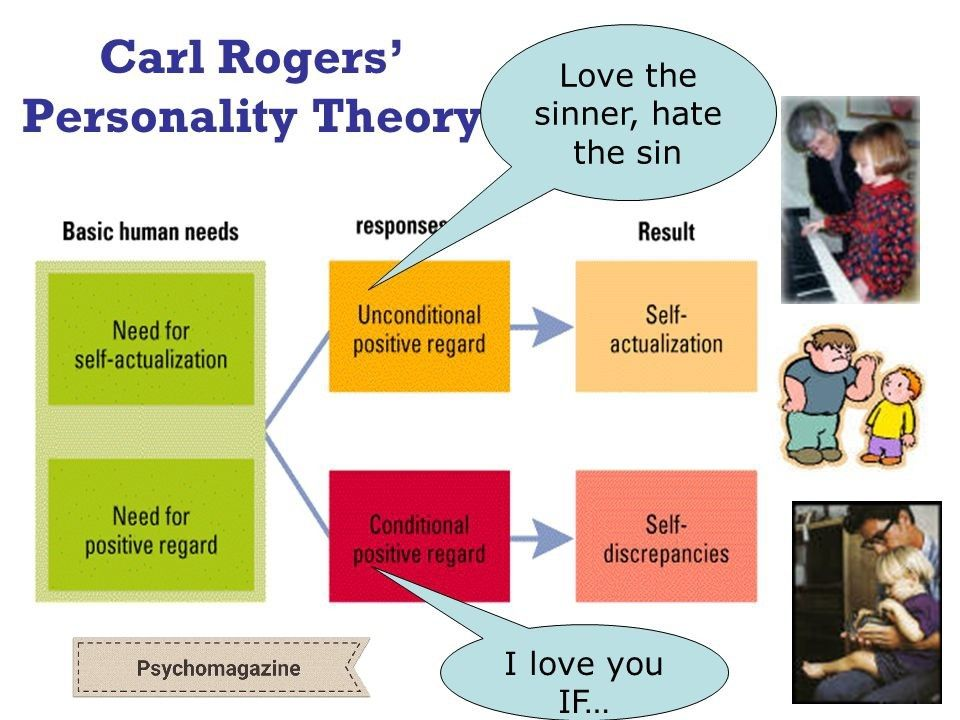 Carl Rogers’
Personality Theory
Love the
sinner, hate
the sin
Basic human needs
responses
Result
Need for
self-actualization
Unconditional
positive regard
Self-
actualization
Need for
positive regard
Conditional
positive regard
Self-
discrepancies
Psychomagazine
I love you
IF...